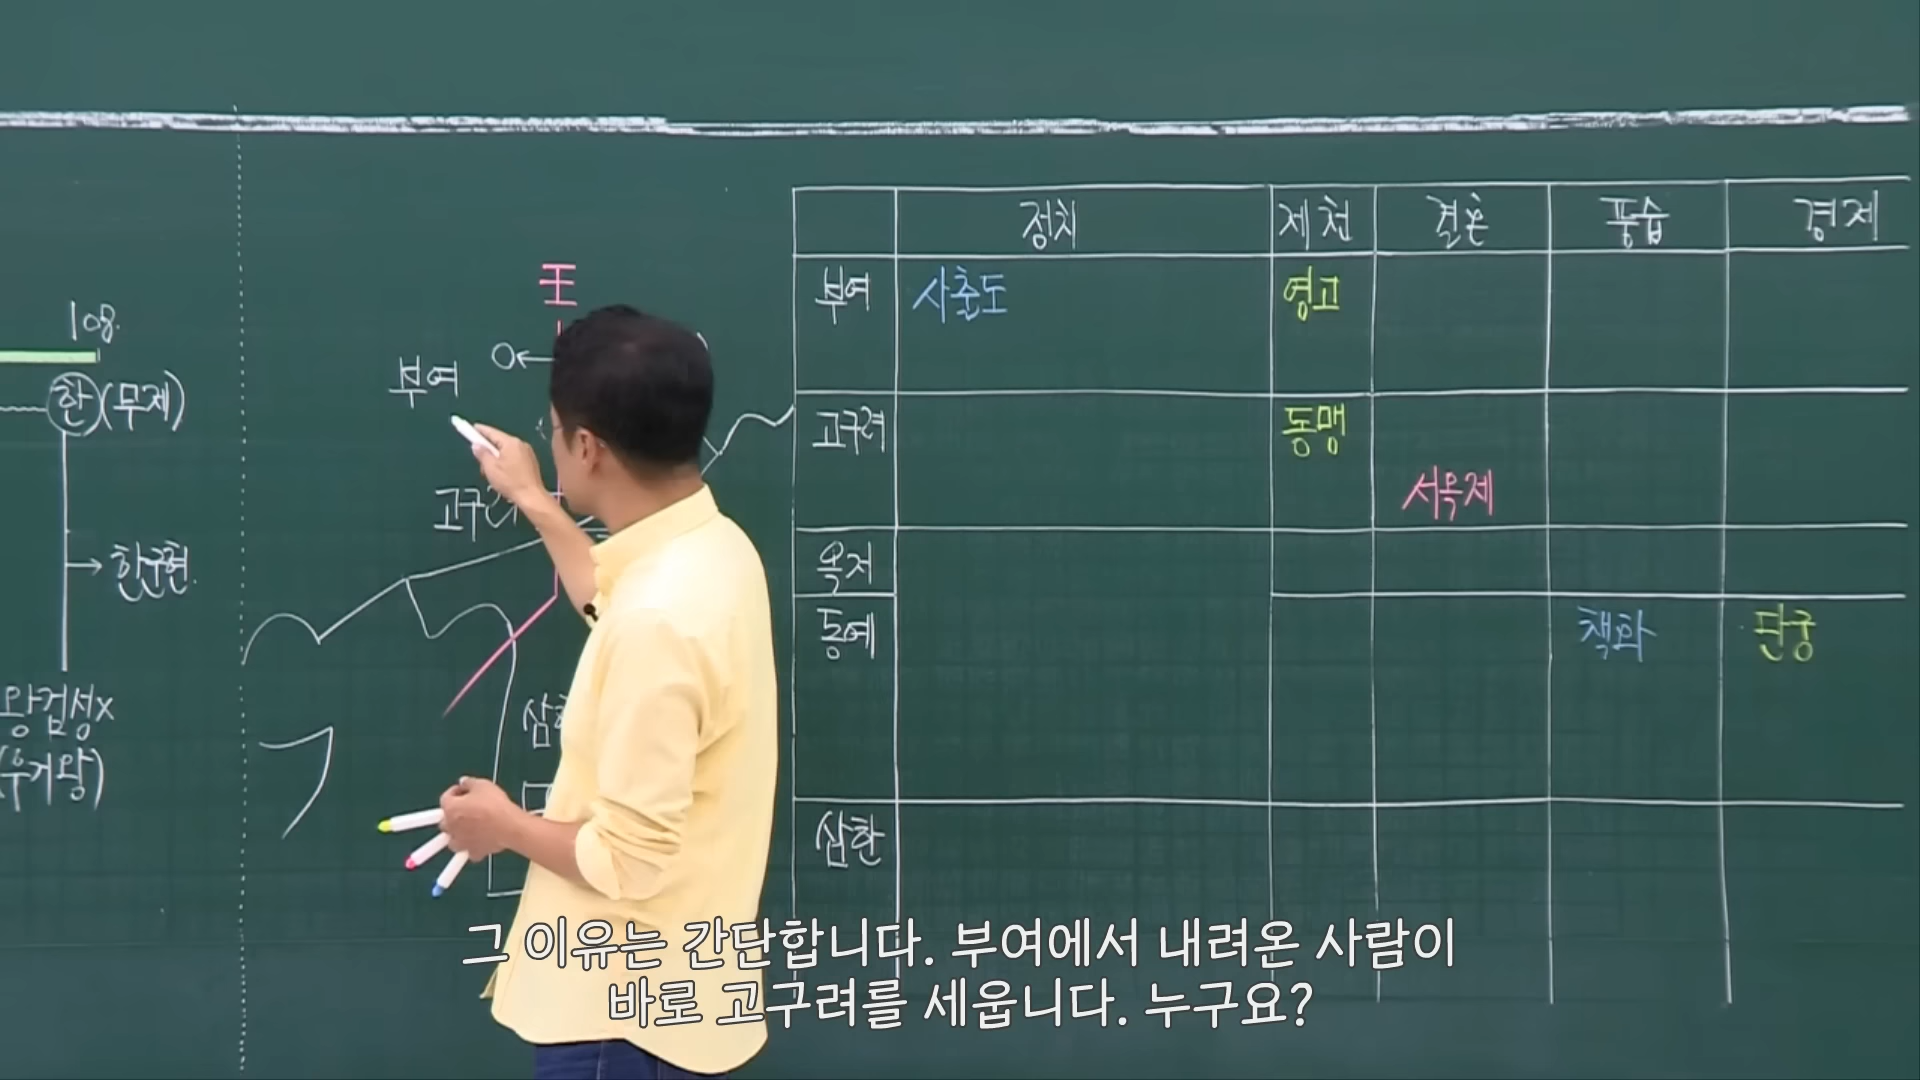 108.
한(무제)
한군현.
왕검성x
(우거왕)
王
부여
고구려
정치 제천 결혼 풍습 경제
부여 사출도 영고
고구려 동맹
서옥제
옥저
동예 책화 단궁
삼한
그 이유는 간단합니다. 부여에서 내려온 사람이
바로 고구려를 세웁니다. 누구요?